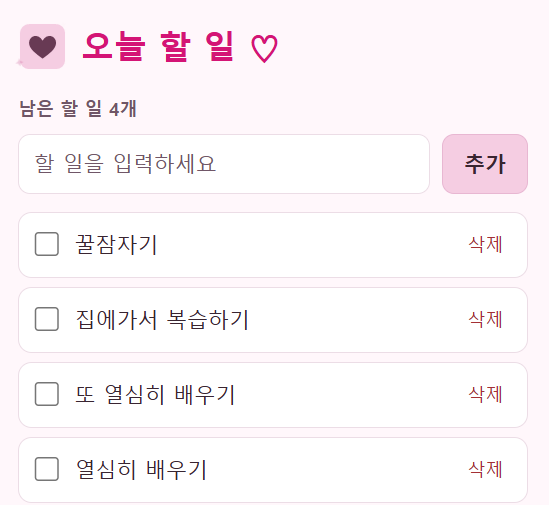 오늘 할 일 ♡
남은 할 일 4개
할 일을 입력하세요 추가
꿀잠자기 삭제
집에가서 복습하기 삭제
또 열심히 배우기 삭제
열심히 배우기 삭제